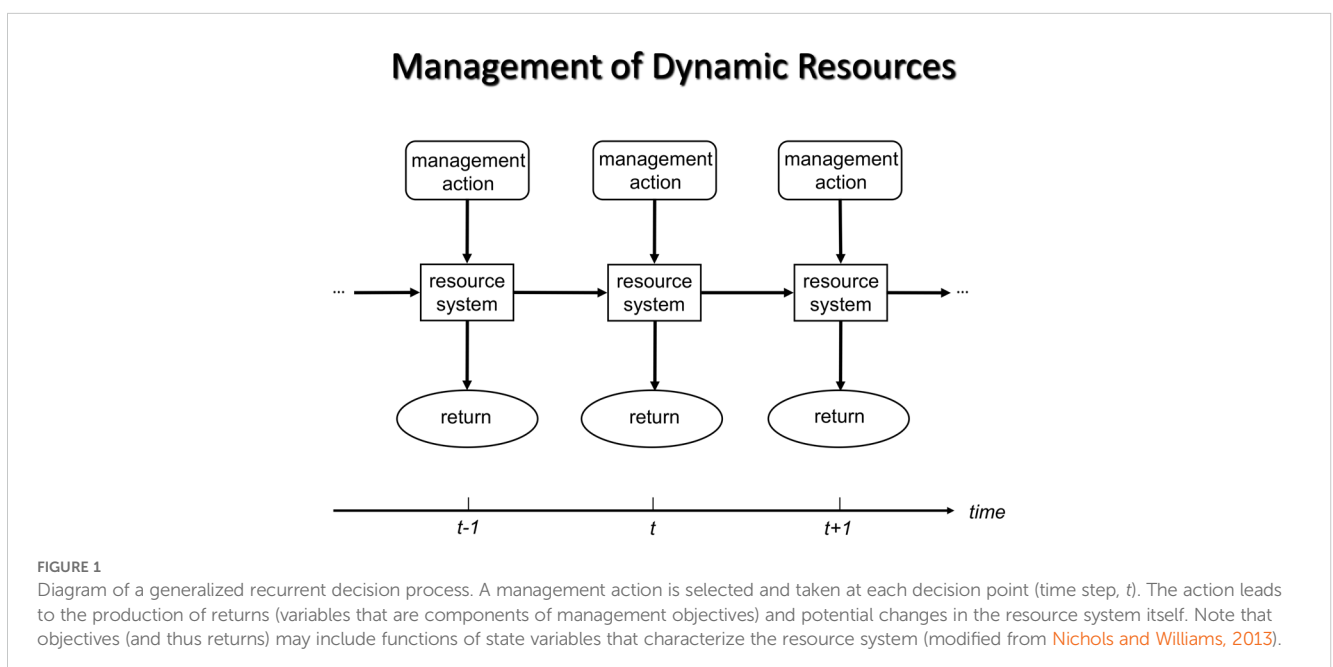 Management of Dynamic Resources
management
action
management
action
management
action
...
resource
system
resource
system
resource
system
...
return
return
return
time
t-1
t
t+1
FIGURE 1
Diagram of a generalized recurrent decision process. A management action is selected and taken at each decision point (time step, t). The action leads
to the production of returns (variables that are components of management objectives) and potential changes in the resource system itself. Note that
objectives (and thus returns) may include functions of state variables that characterize the resource system (modified from Nichols and Williams, 2013).